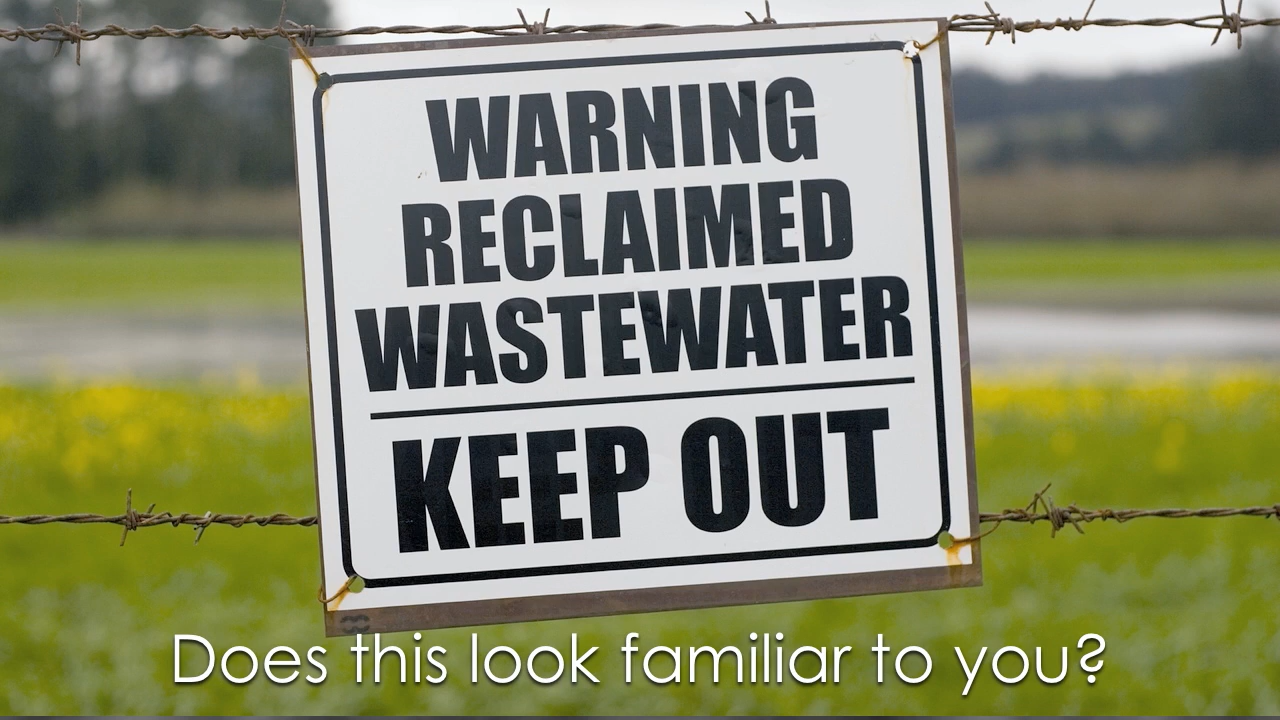 WARNING
RECLAIMED
WASTEWATER
KEEP OUT
Does this look familiar to you?